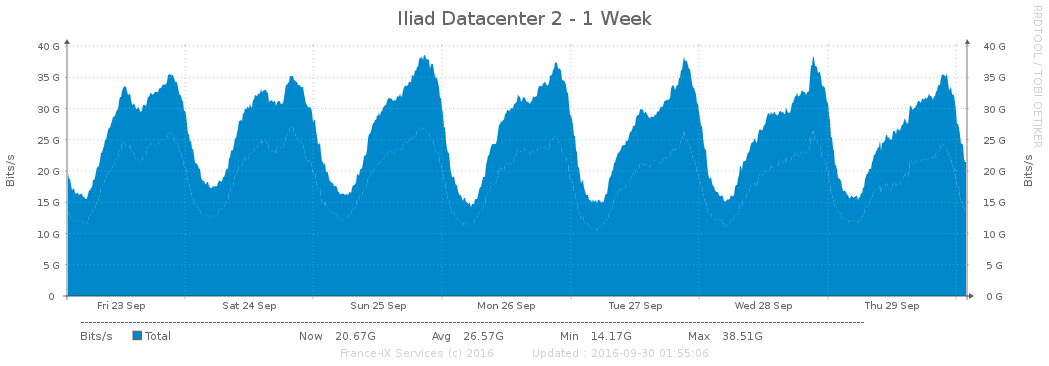 Iliad Datacenter 2 - 1 Week
RRDTOOL / TOBI OETIKER
Bits/s
40 G 40 G
35 G 35 G
30 G 30 G
25 G 25 G
20 G 20 G
15 G 15 G
10 G 10 G
5 G 5 G
0 0 G
Bits/s
Fri 23 Sep Sat 24 Sep Sun 25 Sep Mon 26 Sep Tue 27 Sep Wed 28 Sep Thu 29 Sep
Bits/s Total Now 20.67G Avg 26.57G Min 14.17G Max 38.51G
France-IX Services (c) 2016 Updated : 2016-09-30 01:55:06